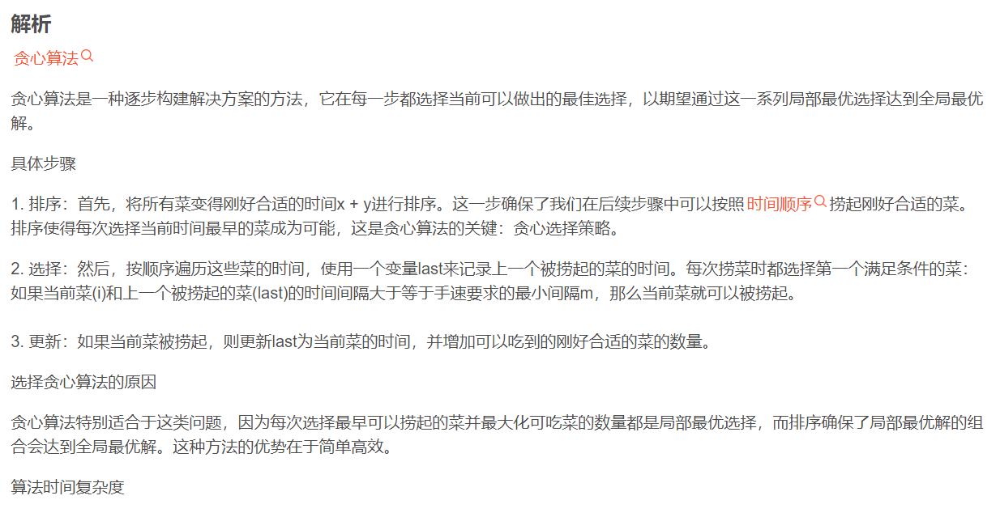 解析
贪心算法
贪心算法是一种逐步构建解决方案的方法，它在每一步都选择当前可以做出的最佳选择，以期望通过这一系列局部最优选择达到全局最优
解。
具体步骤
1. 排序：首先，将所有菜变得刚好合适的时间x + y进行排序。这一步确保了我们在后续步骤中可以按照 时间顺序 捞起刚好合适的菜。
排序使得每次选择当前时间最早的菜成为可能，这是贪心算法的关键：贪心选择策略。
2. 选择：然后，按顺序遍历这些菜的时间，使用一个变量last来记录上一个被捞起的菜的时间。每次捞菜时都选择第一个满足条件的菜：
如果当前菜(i)和上一个被捞起的菜(last)的时间间隔大于等于手速要求的最小间隔m，那么当前菜就可以被捞起。
3. 更新：如果当前菜被捞起，则更新last为当前菜的时间，并增加可以吃到的刚好合适的菜的数量。
选择贪心算法的原因
贪心算法特别适合于这类问题，因为每次选择最早可以捞起的菜并最大化可吃菜的数量都是局部最优选择，而排序确保了局部最优解的组
合会达到全局最优解。这种方法的优势在于简单高效。
算法时间复杂度